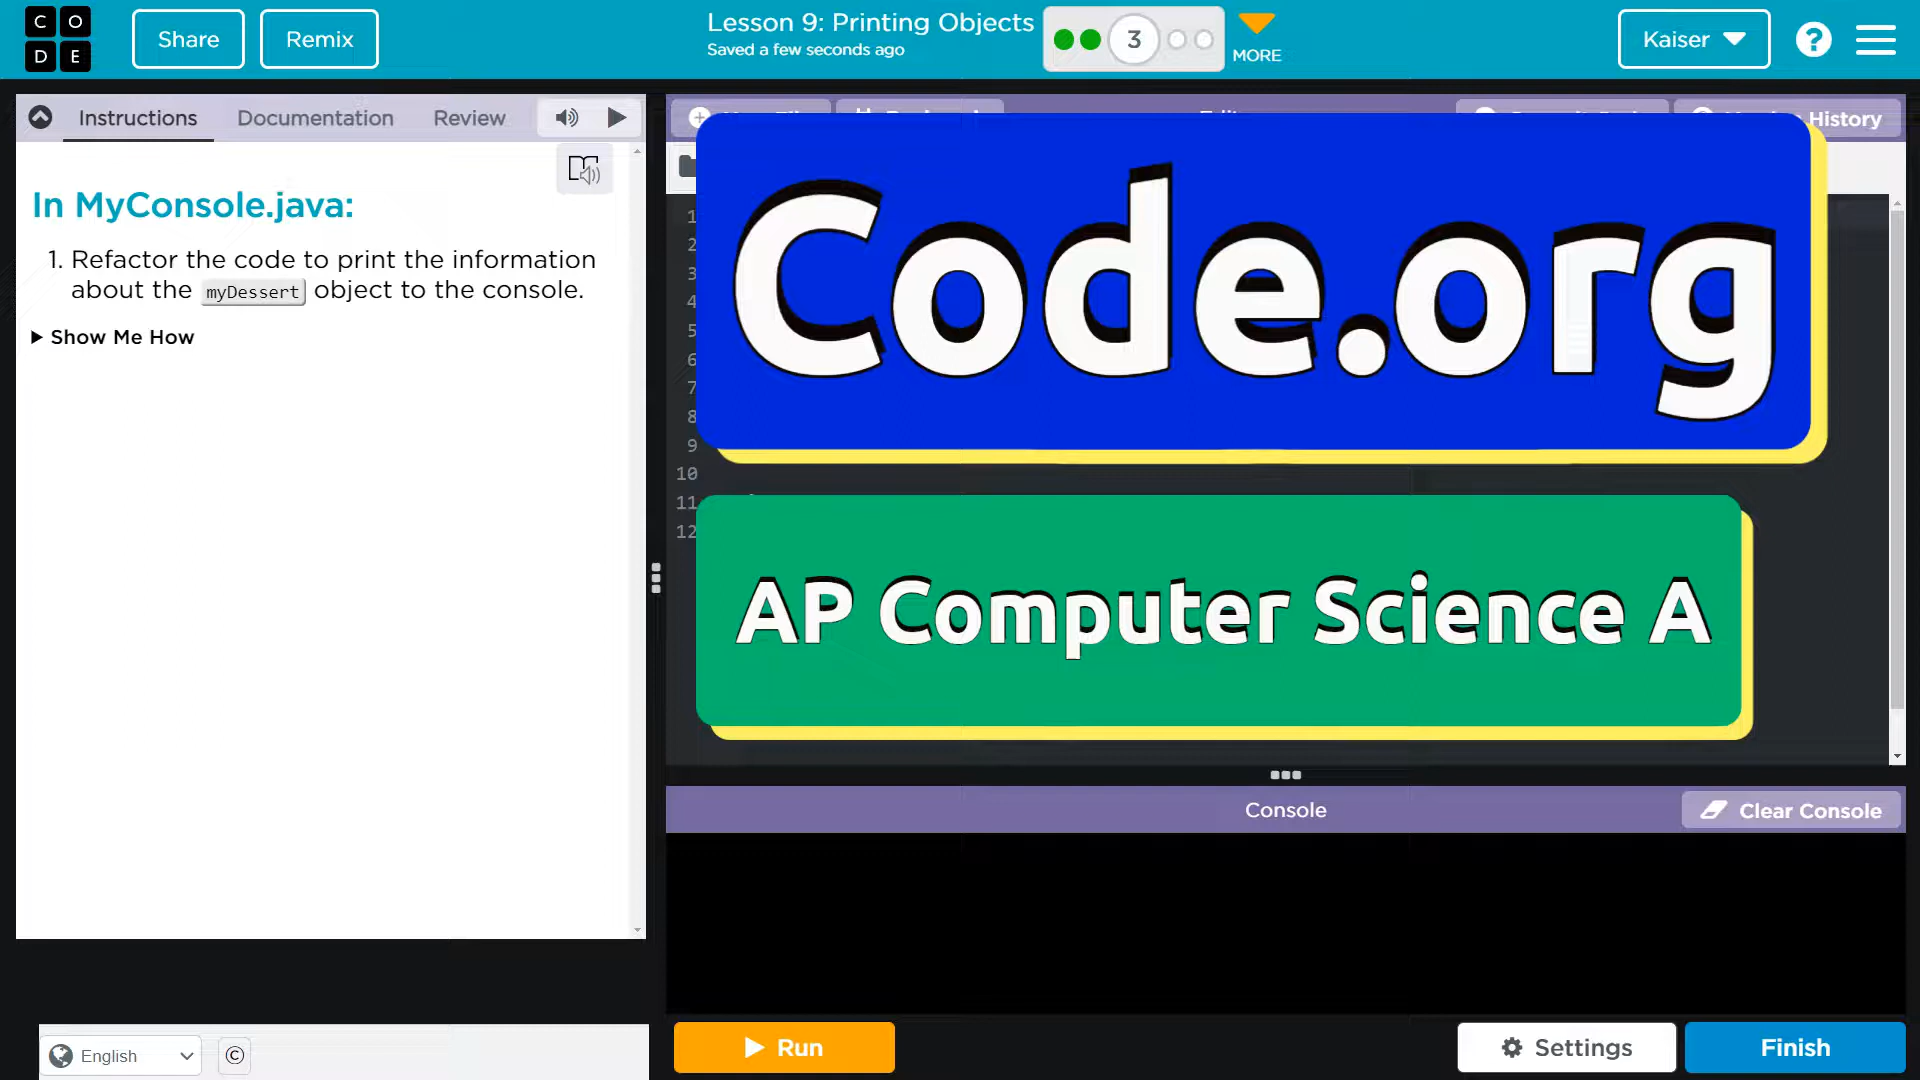 CODE
Share
Remix
Lesson 9: Printing Objects
Saved a few seconds ago
3
MORE
Kaiser
?
Instructions
Documentation
Review
History
In MyConsole.java:
1. Refactor the code to print the information
about the myDessert object to the console.
Show Me How
1
2
3
4
5
6
7
8
9
10
11
12
Code.org
AP Computer Science A
Console
Clear Console
English
©
Run
Settings
Finish